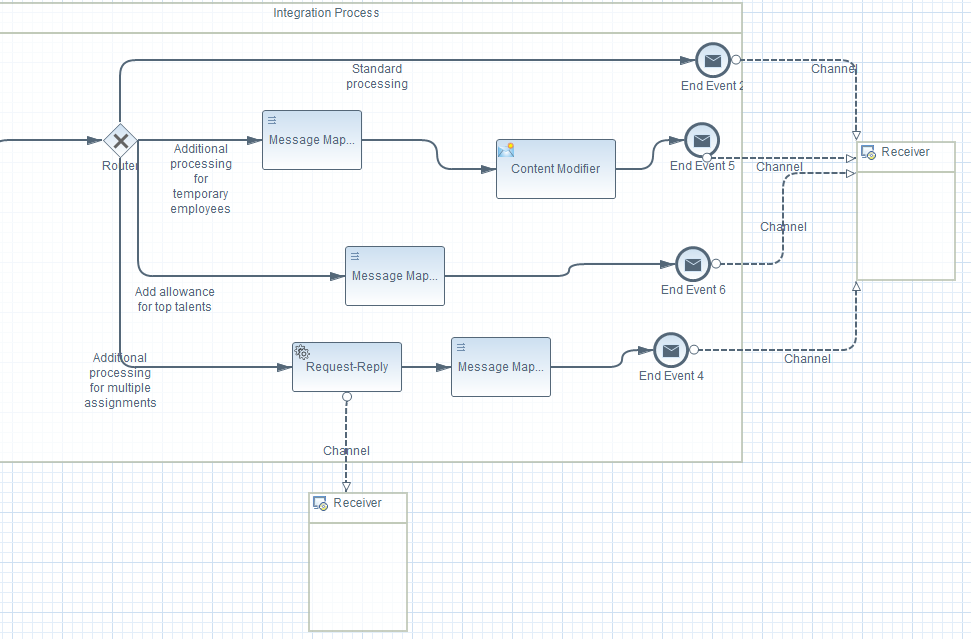 Integration Process
Standard
processing
End Event 2
Channel
Router
Additional
processing
for
temporary
employees
Message Map...
Content Modifier
End Event 5
Channel
Receiver
Channel
Add allowance
for top talents
Message Map...
End Event 6
Additional
processing
for multiple
assignments
Request-Reply
Message Map...
End Event 4
Channel
Channel
Receiver